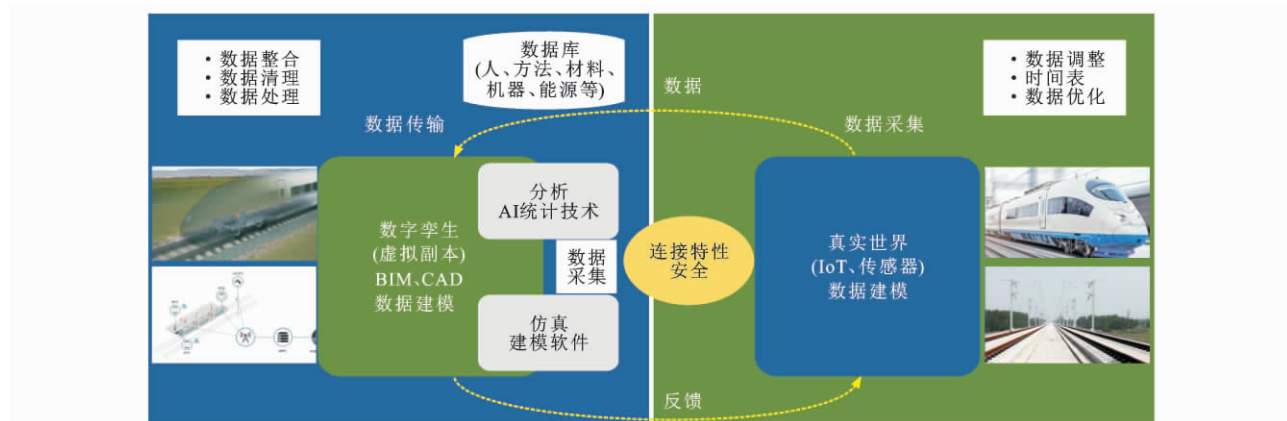 • 数据整合
• 数据清理
• 数据处理
数据库
(人、方法、材料、
机器、能源等)
数据传输
分析
AI统计技术
数字孪生
(虚拟副本)
BIM、CAD
数据建模
数据
采集
仿真
建模软件
连接特性
安全
数据
反馈
• 数据调整
• 时间表
• 数据优化
数据采集
真实世界
(IoT、传感器)
数据建模